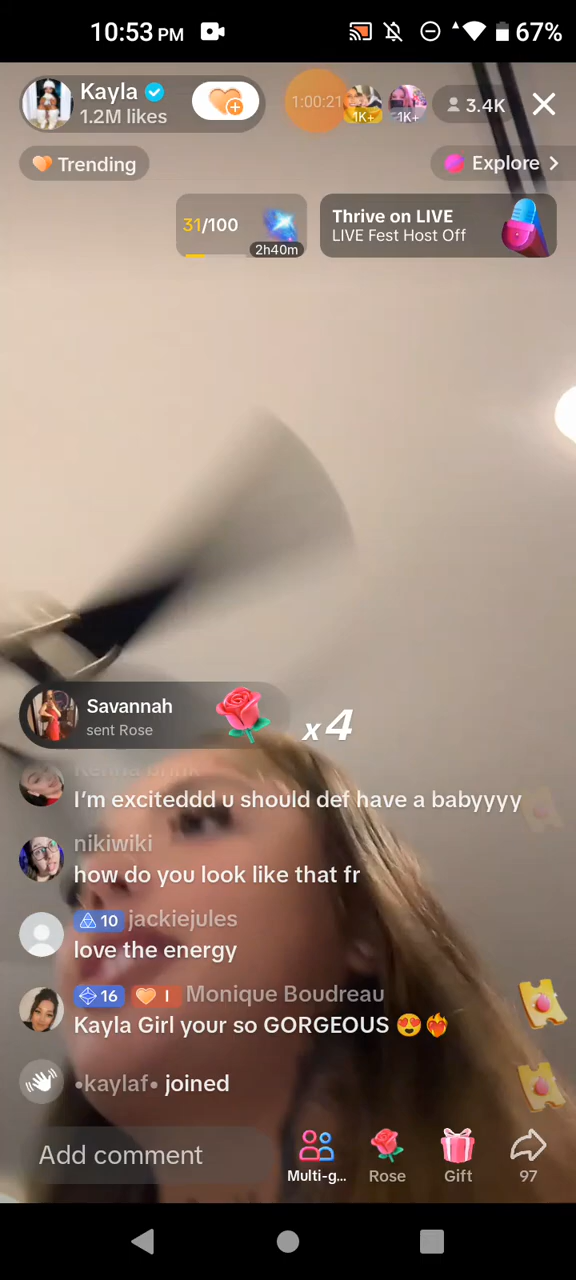 10:53 PM
67%
Kayla
1.2M likes
1:00:21
1K+
1K+
3.4K
Trending
Explore
31/100
2h40m
Thrive on LIVE
LIVE Fest Host Off
Savannah
sent Rose
x4
I'm exciteddd u should def have a babyyyy
nikiwiki
how do you look like that fr
10 jackiejules
love the energy
16 I Monique Boudreau
Kayla Girl your so GORGEOUS 😍❤️‍🔥
•kaylaf• joined
Add comment
Multi-g...
Rose
Gift
97